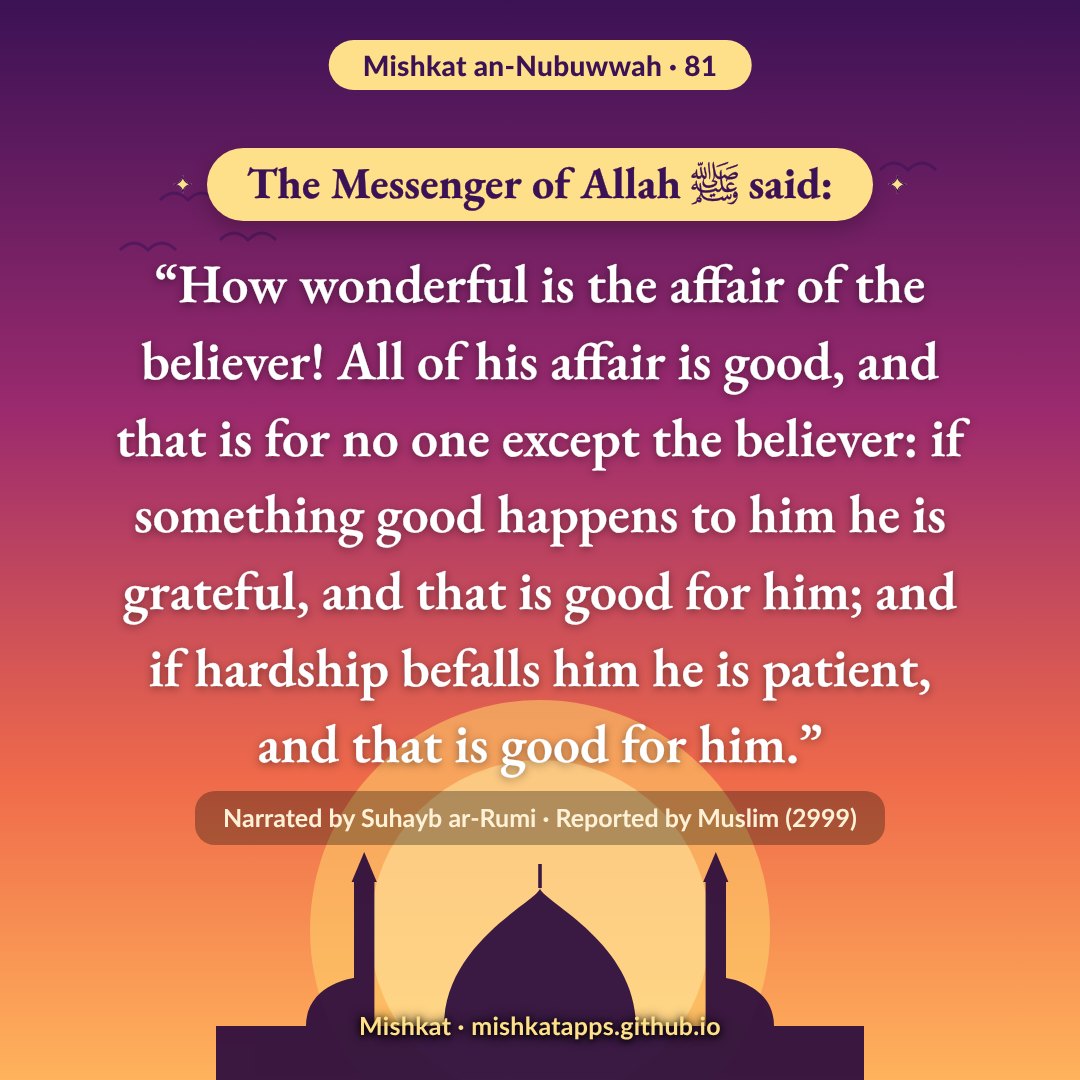 Mishkat an-Nubuwwah · 81
The Messenger of Allah ﷺ said:
“How wonderful is the affair of the
believer! All of his affair is good, and
that is for no one except the believer: if
something good happens to him he is
grateful, and that is good for him; and
if hardship befalls him he is patient,
and that is good for him.”
Narrated by Suhayb ar-Rumi · Reported by Muslim (2999)
Mishkat · mishkatapps.github.io